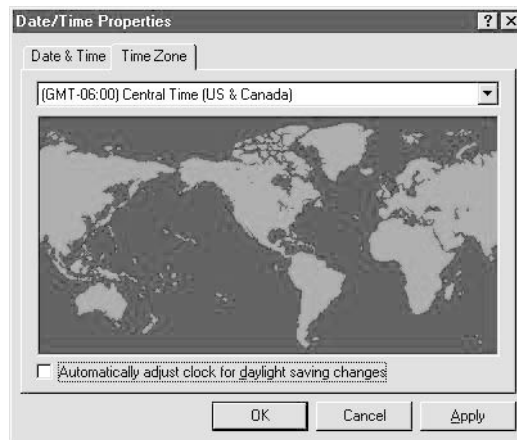 Date/Time Properties
Date & Time Time Zone
(GMT-06:00) Central Time (US & Canada)
Automatically adjust clock for daylight saving changes
OK Cancel Apply